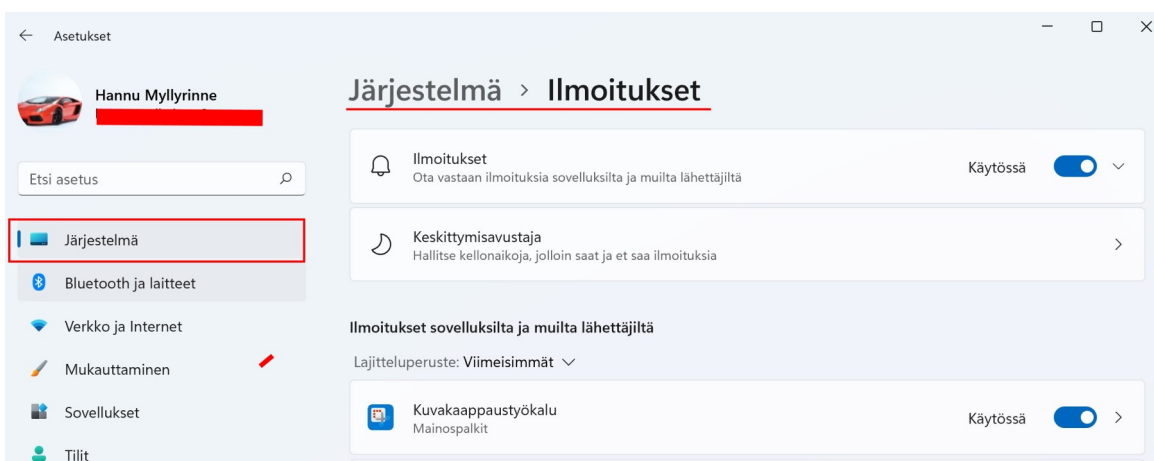 Asetukset
Hannu Myllyrinne
Etsi asetus
Järjestelmä
Bluetooth ja laitteet
Verkko ja Internet
Mukauttaminen
Sovellukset
Tilit
Järjestelmä > Ilmoitukset
Ilmoitukset
Ota vastaan ilmoituksia sovelluksilta ja muilta lähettäjiltä
Käytössä
Keskittymisavustaja
Hallitse kellonaikoja, jolloin saat ja et saa ilmoituksia
Ilmoitukset sovelluksilta ja muilta lähettäjiltä
Lajitteluperuste: Viimeisimmät
Kuvakaappaustyökalu
Mainospalkit
Käytössä